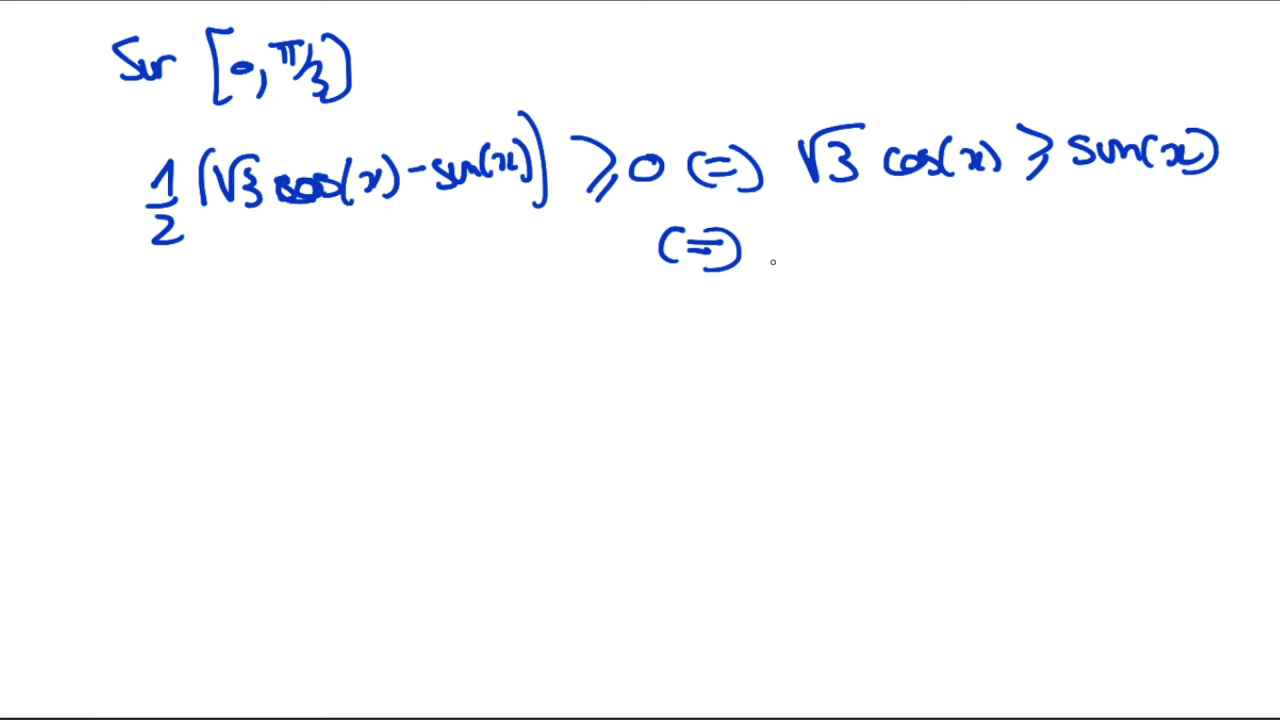 Sur [0, π/3]
1/2 (√3 cos(x) - sin(x)) ⩾ 0 (=) √3 cos(x) ⩾ sin(x)
(=)